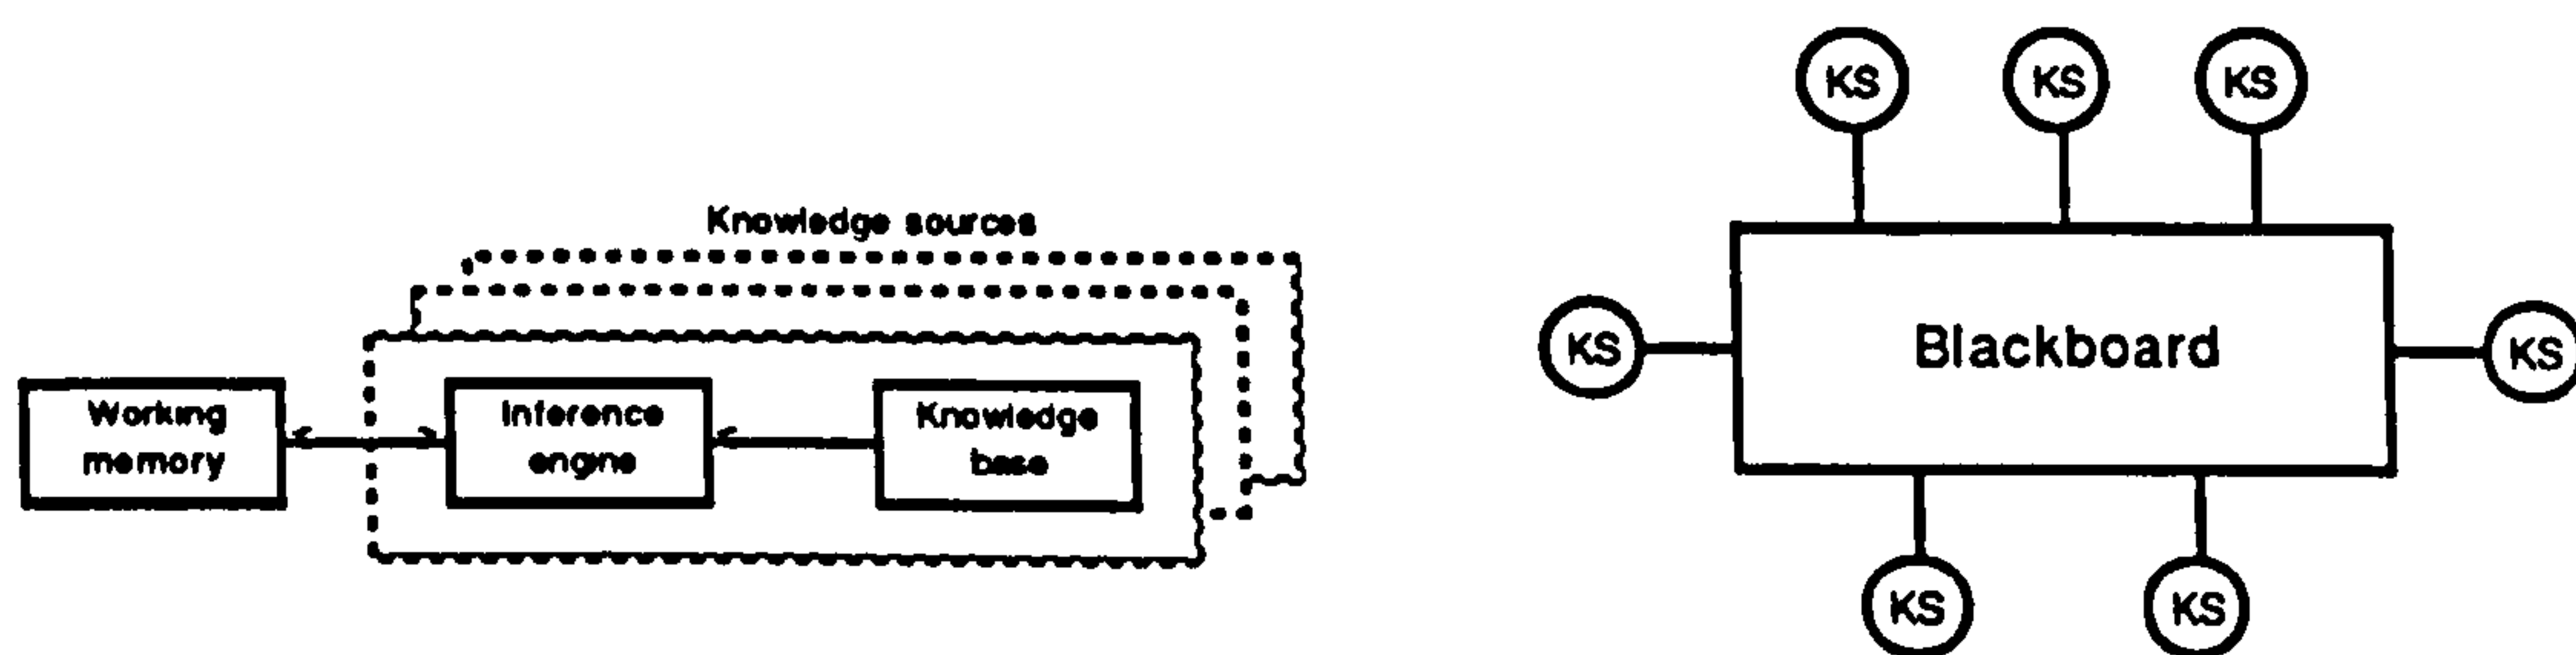 Knowledge sources
Working
memory
Inference
engine
Knowledge
base
KS
KS
KS
KS
Blackboard
KS
KS
KS